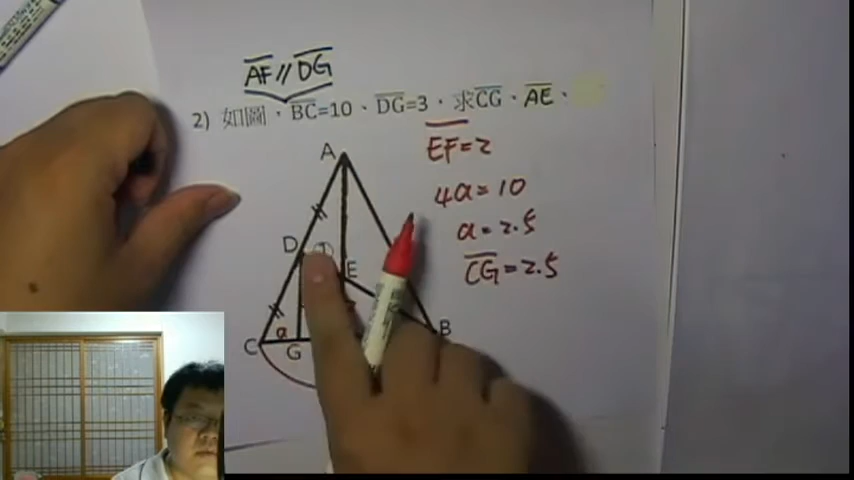 AF // DG
2) 如圖，BC=10、DG=3，求CG、AE、
EF=2
4a=10
a=2.5
CG=2.5
A
D
E
a
B
C
G